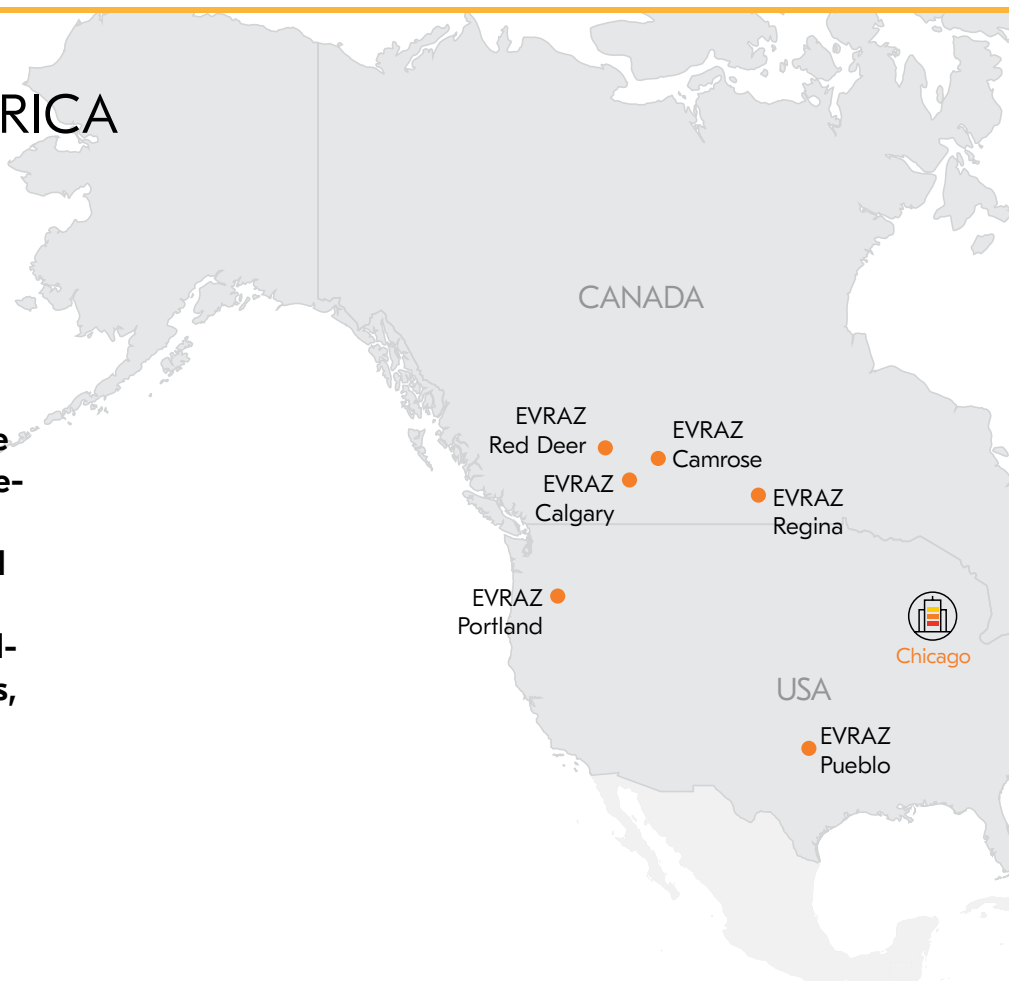 RICA
CANADA
EVRAZ
Red Deer
EVRAZ
Camrose
EVRAZ
Calgary
EVRAZ
Regina
e
e-
l
l-
s,
EVRAZ
Portland
Chicago
USA
EVRAZ
Pueblo